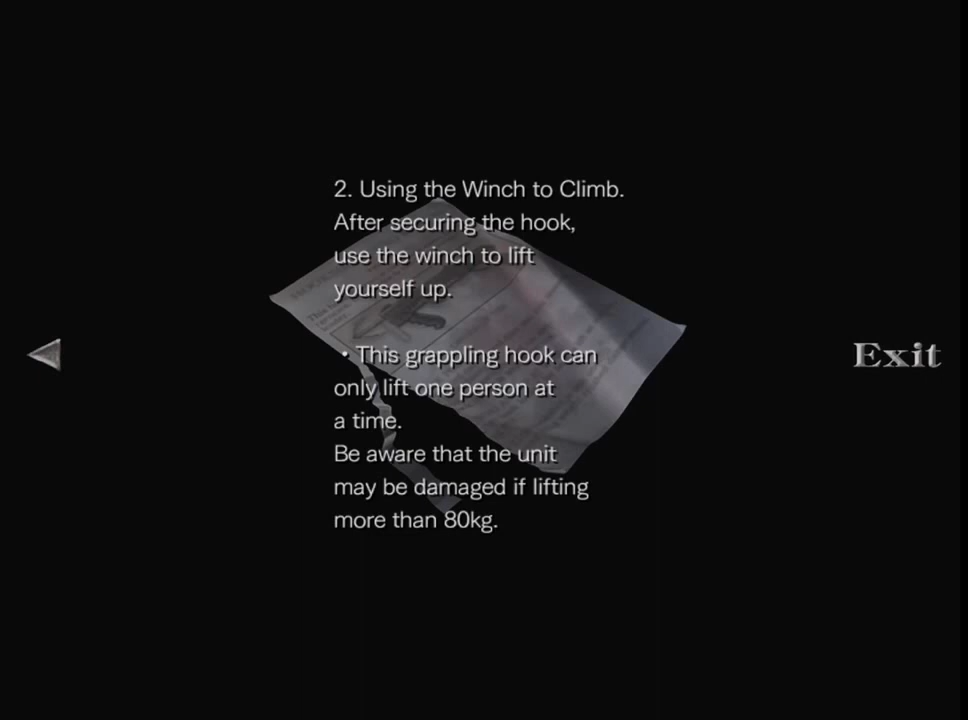 2. Using the Winch to Climb.
After securing the hook,
use the winch to lift
yourself up.
・This grappling hook can
only lift one person at
a time.
Be aware that the unit
may be damaged if lifting
more than 80kg.
Exit